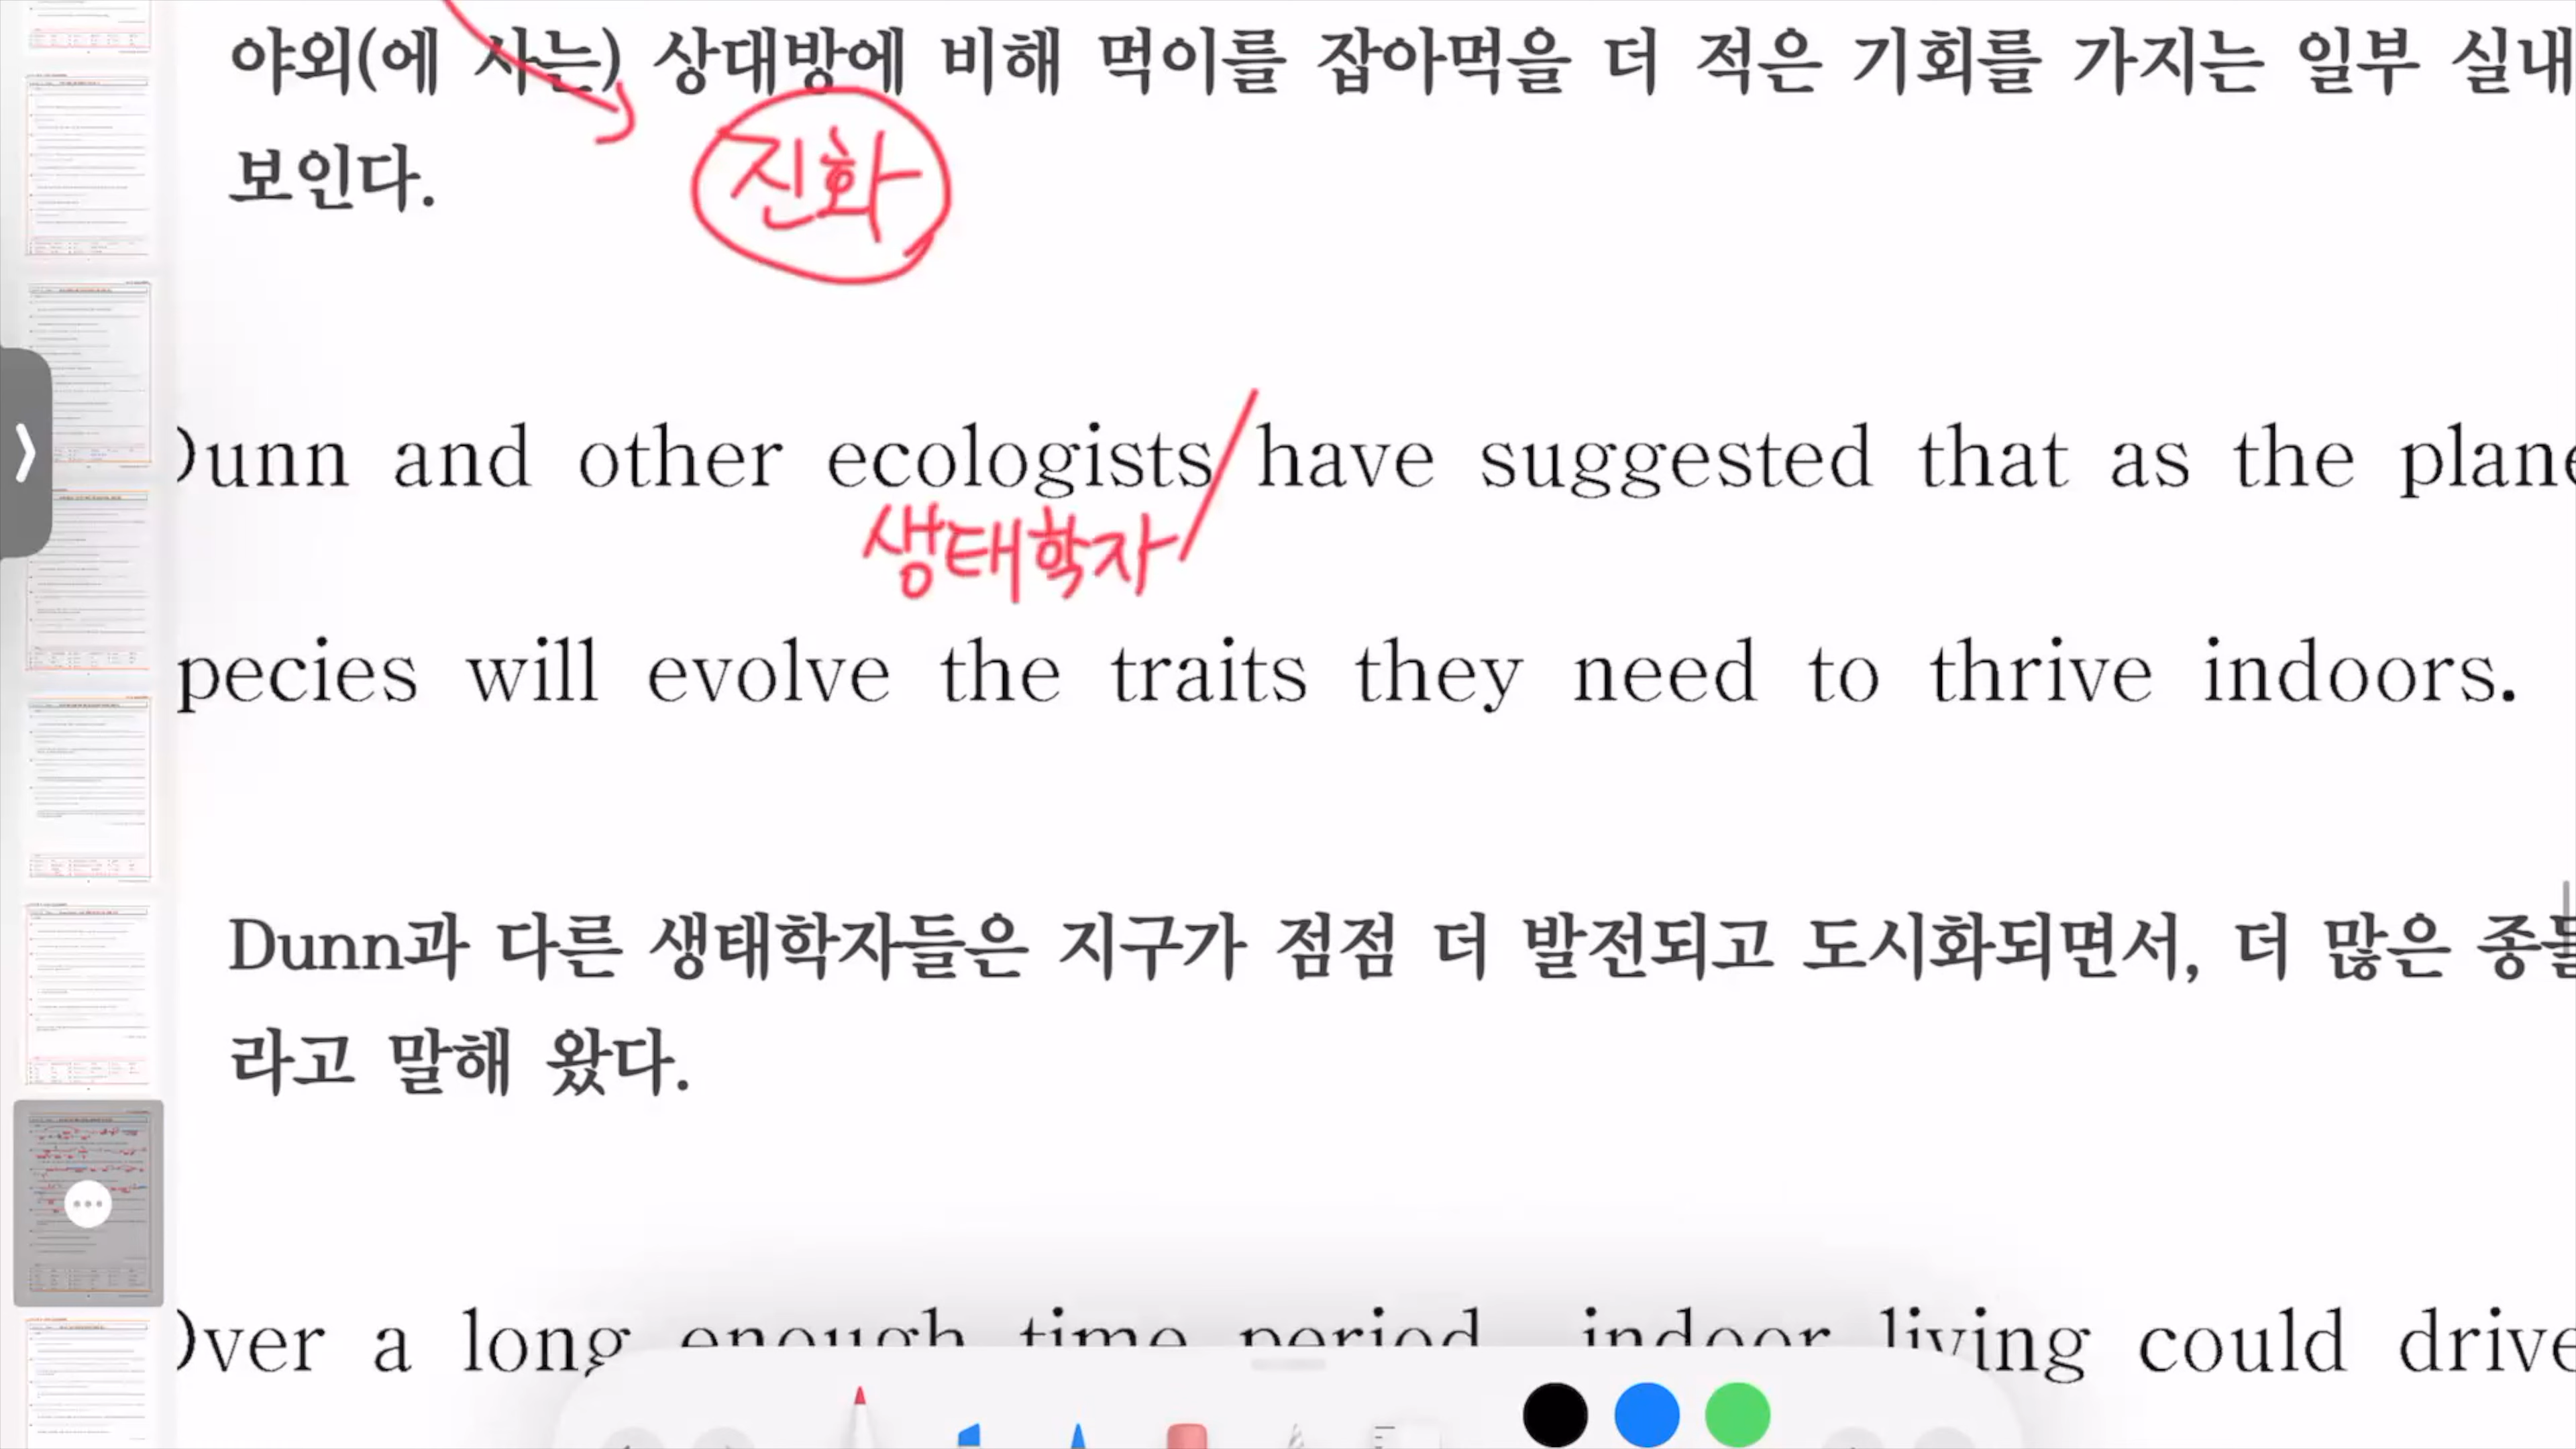 야외(에 사는) 상대방에 비해 먹이를 잡아먹을 더 적은 기회를 가지는 일부 실내
보인다.
진화
Dunn and other ecologists have suggested that as the plane
생태학자
pecies will evolve the traits they need to thrive indoors.
Dunn과 다른 생태학자들은 지구가 점점 더 발전되고 도시화되면서, 더 많은 종들
라고 말해 왔다.
Over a long enough time period, indoor living could drive